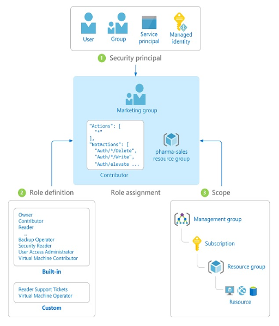 User
Group
Service
principal
Managed
identity
1 Security principal
Marketing group
"Actions": [
"*"
],
"NotActions": [
"Auth/*/Delete",
"Auth/*/Write",
"Auth/elevate ...
Contributor
pharma-sales
resource group
2 Role definition
Role assignment
3 Scope
Owner
Contributor
Reader
...
Backup Operator
Security Reader
User Access Administrator
Virtual Machine Contributor
Built-in
Reader Support Tickets
Virtual Machine Operator
Custom
Management group
Subscription
Resource group
Resource